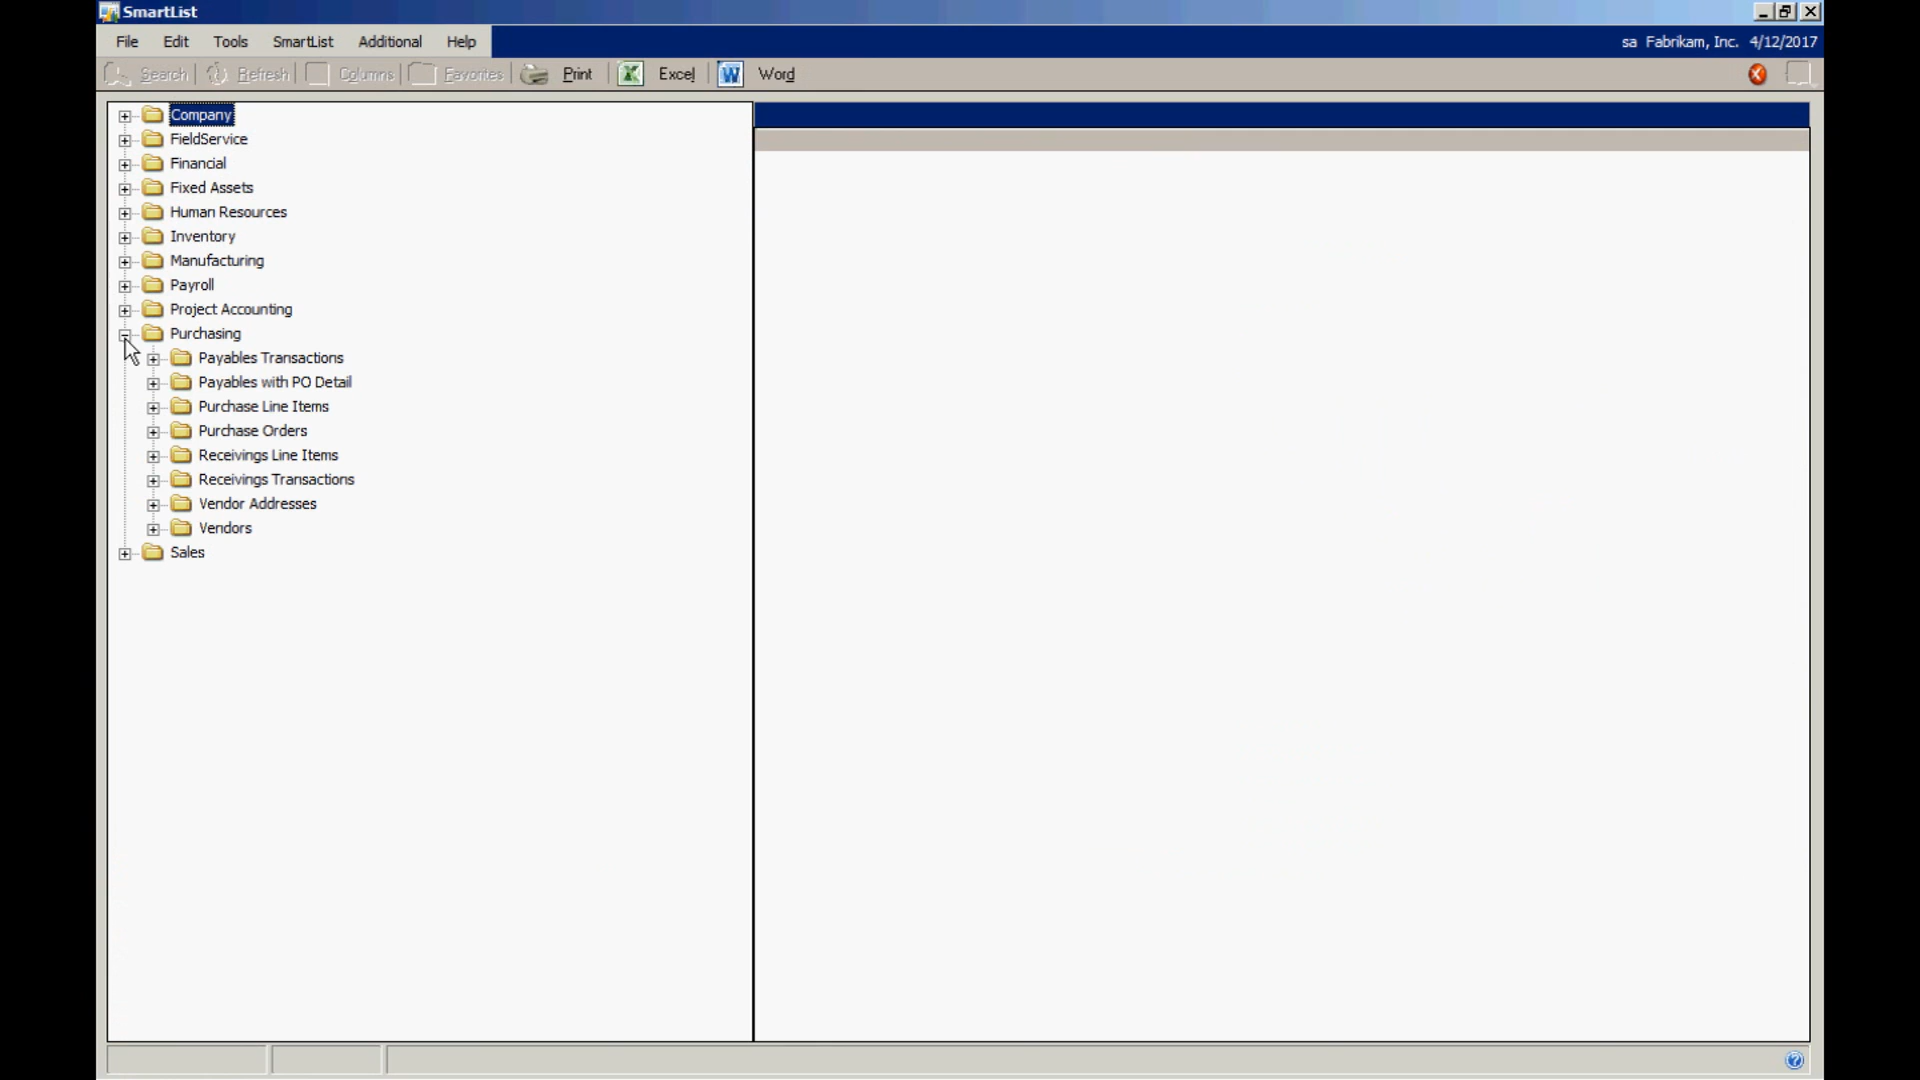 SmartList
File Edit Tools SmartList Additional Help sa Fabrikam, Inc. 4/12/2017
Search Refresh Columns Favorites Print Excel Word
Company
FieldService
Financial
Fixed Assets
Human Resources
Inventory
Manufacturing
Payroll
Project Accounting
Purchasing
Payables Transactions
Payables with PO Detail
Purchase Line Items
Purchase Orders
Receivings Line Items
Receivings Transactions
Vendor Addresses
Vendors
Sales